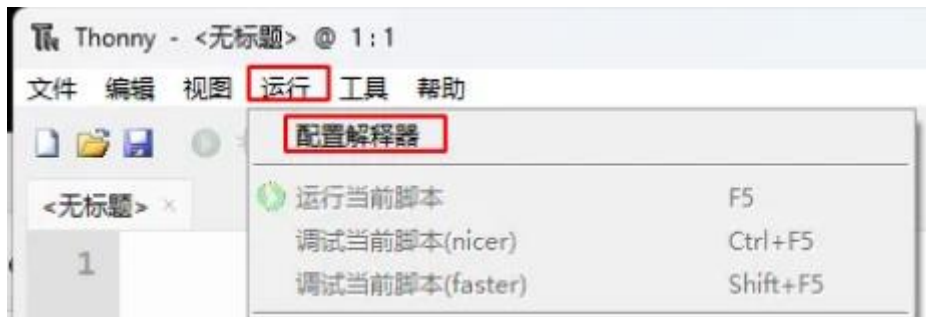 Thonny - <无标题> @ 1:1
文件 编辑 视图 运行 工具 帮助
配置解释器
<无标题> ×
运行当前脚本 F5
调试当前脚本(nicer) Ctrl+F5
1
调试当前脚本(faster) Shift+F5